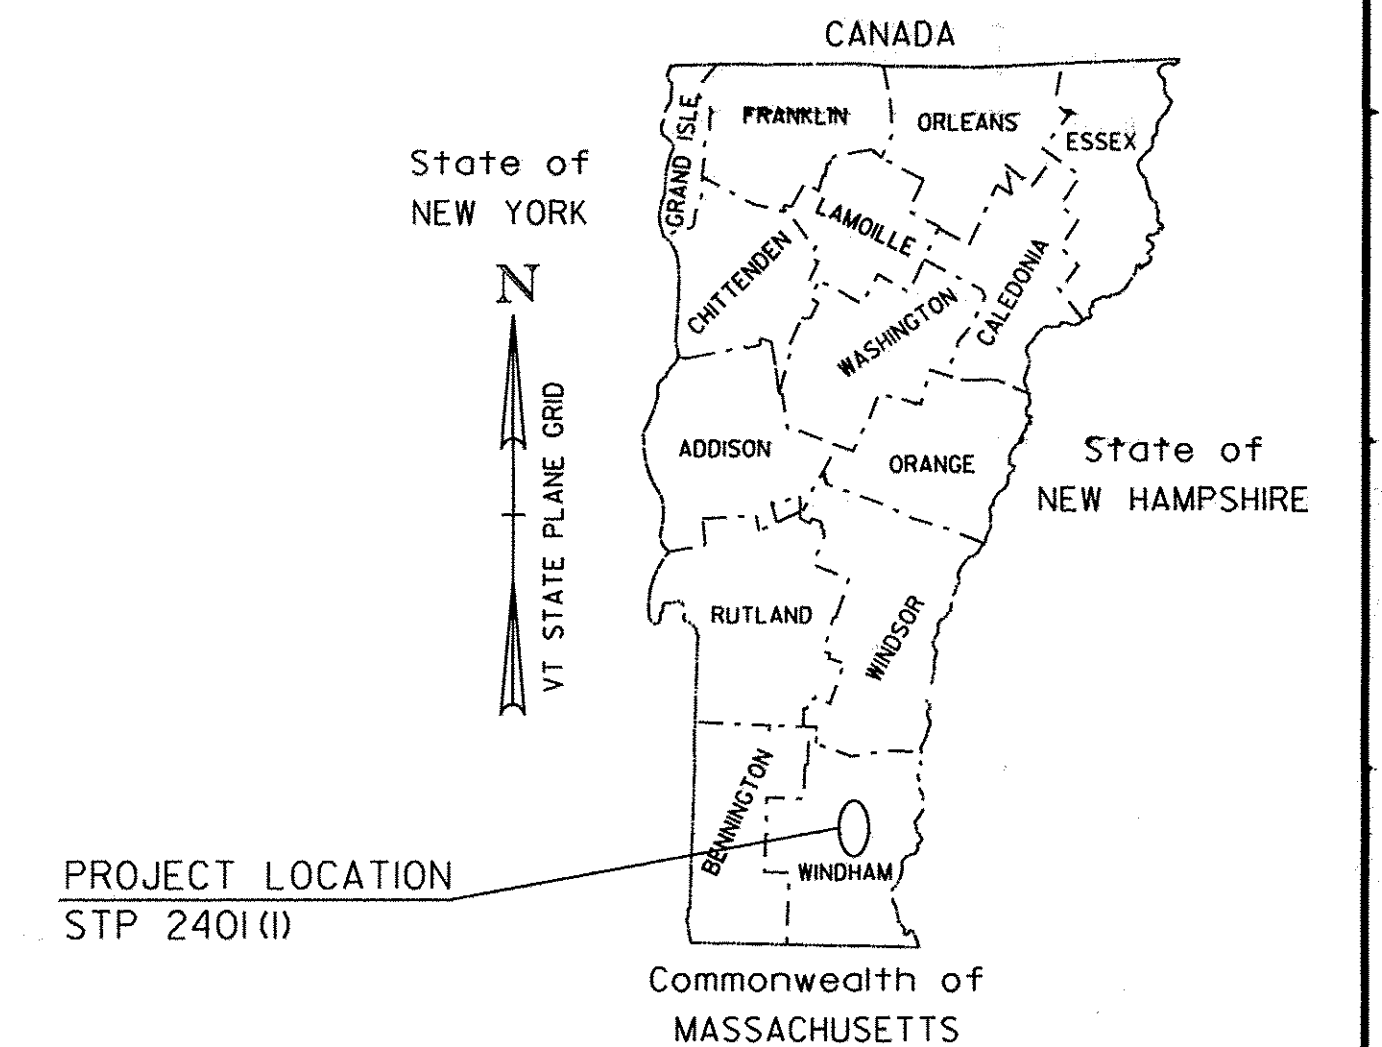 CANADA
State of
NEW YORK
GRAND ISLE
FRANKLIN
ORLEANS
ESSEX
LAMOILLE
CHITTENDEN
WASHINGTON
CALEDONIA
N
VT STATE PLANE GRID
ADDISON
ORANGE
State of
NEW HAMPSHIRE
RUTLAND
WINDSOR
BENNINGTON
WINDHAM
PROJECT LOCATION
STP 2401(1)
Commonwealth of
MASSACHUSETTS